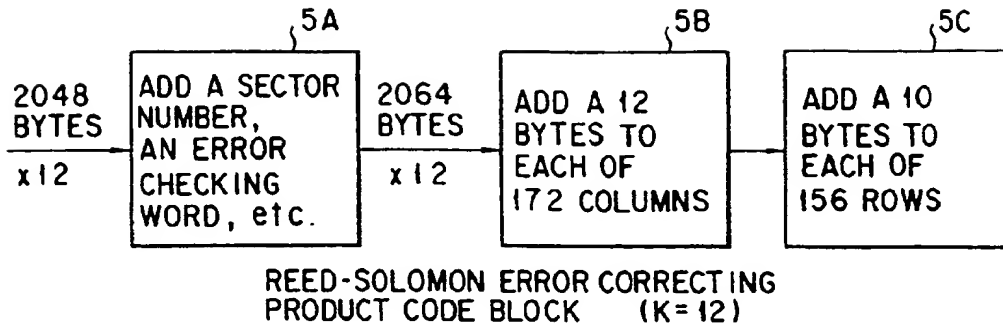 5A
5B
5C
2048
BYTES
x12
ADD A SECTOR
NUMBER,
AN ERROR
CHECKING
WORD, etc.
2064
BYTES
x12
ADD A 12
BYTES TO
EACH OF
172 COLUMNS
ADD A 10
BYTES TO
EACH OF
156 ROWS
REED-SOLOMON ERROR CORRECTING
PRODUCT CODE BLOCK (K=12)